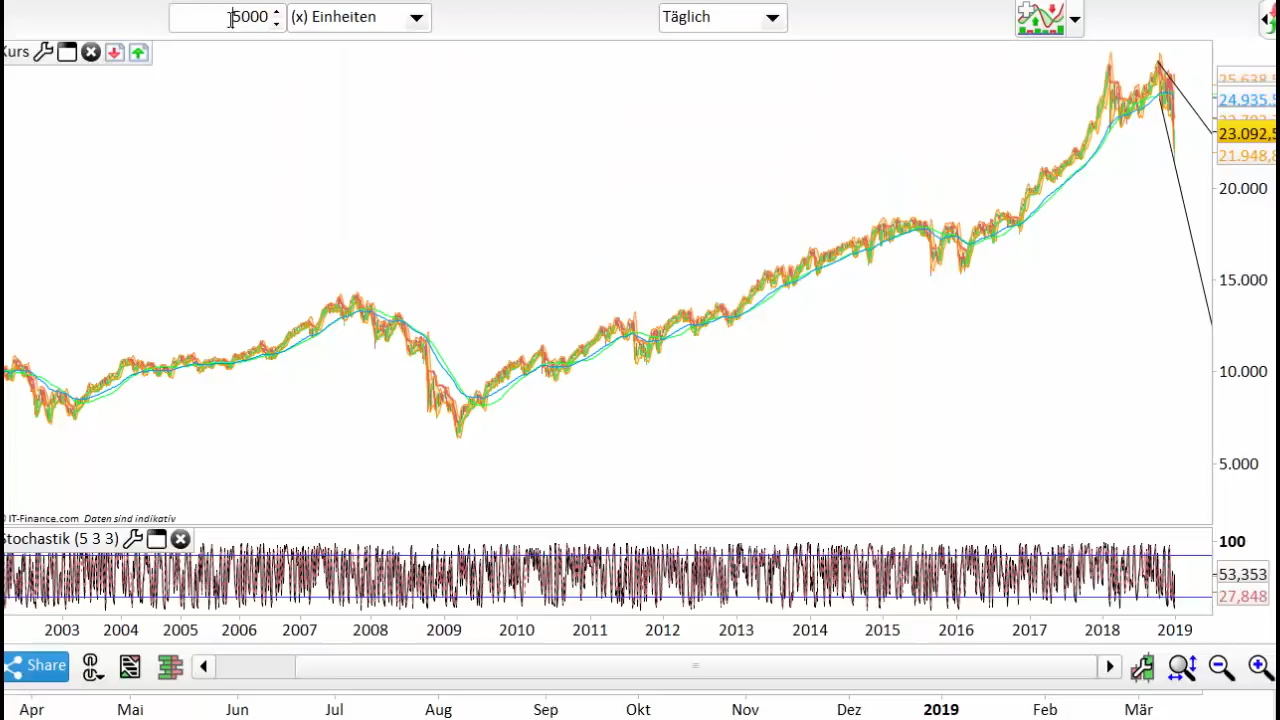 5000 (x) Einheiten Täglich
Kurs
25.638,5
24.935,5
23.092,5
21.948,8
20.000
15.000
10.000
5.000
© IT-Finance.com Daten sind indikativ
Stochastik (5 3 3)
100
53,353
27,848
2003 2004 2005 2006 2007 2008 2009 2010 2011 2012 2013 2014 2015 2016 2017 2018 2019
Share
Apr Mai Jun Jul Aug Sep Okt Nov Dez 2019 Feb Mär